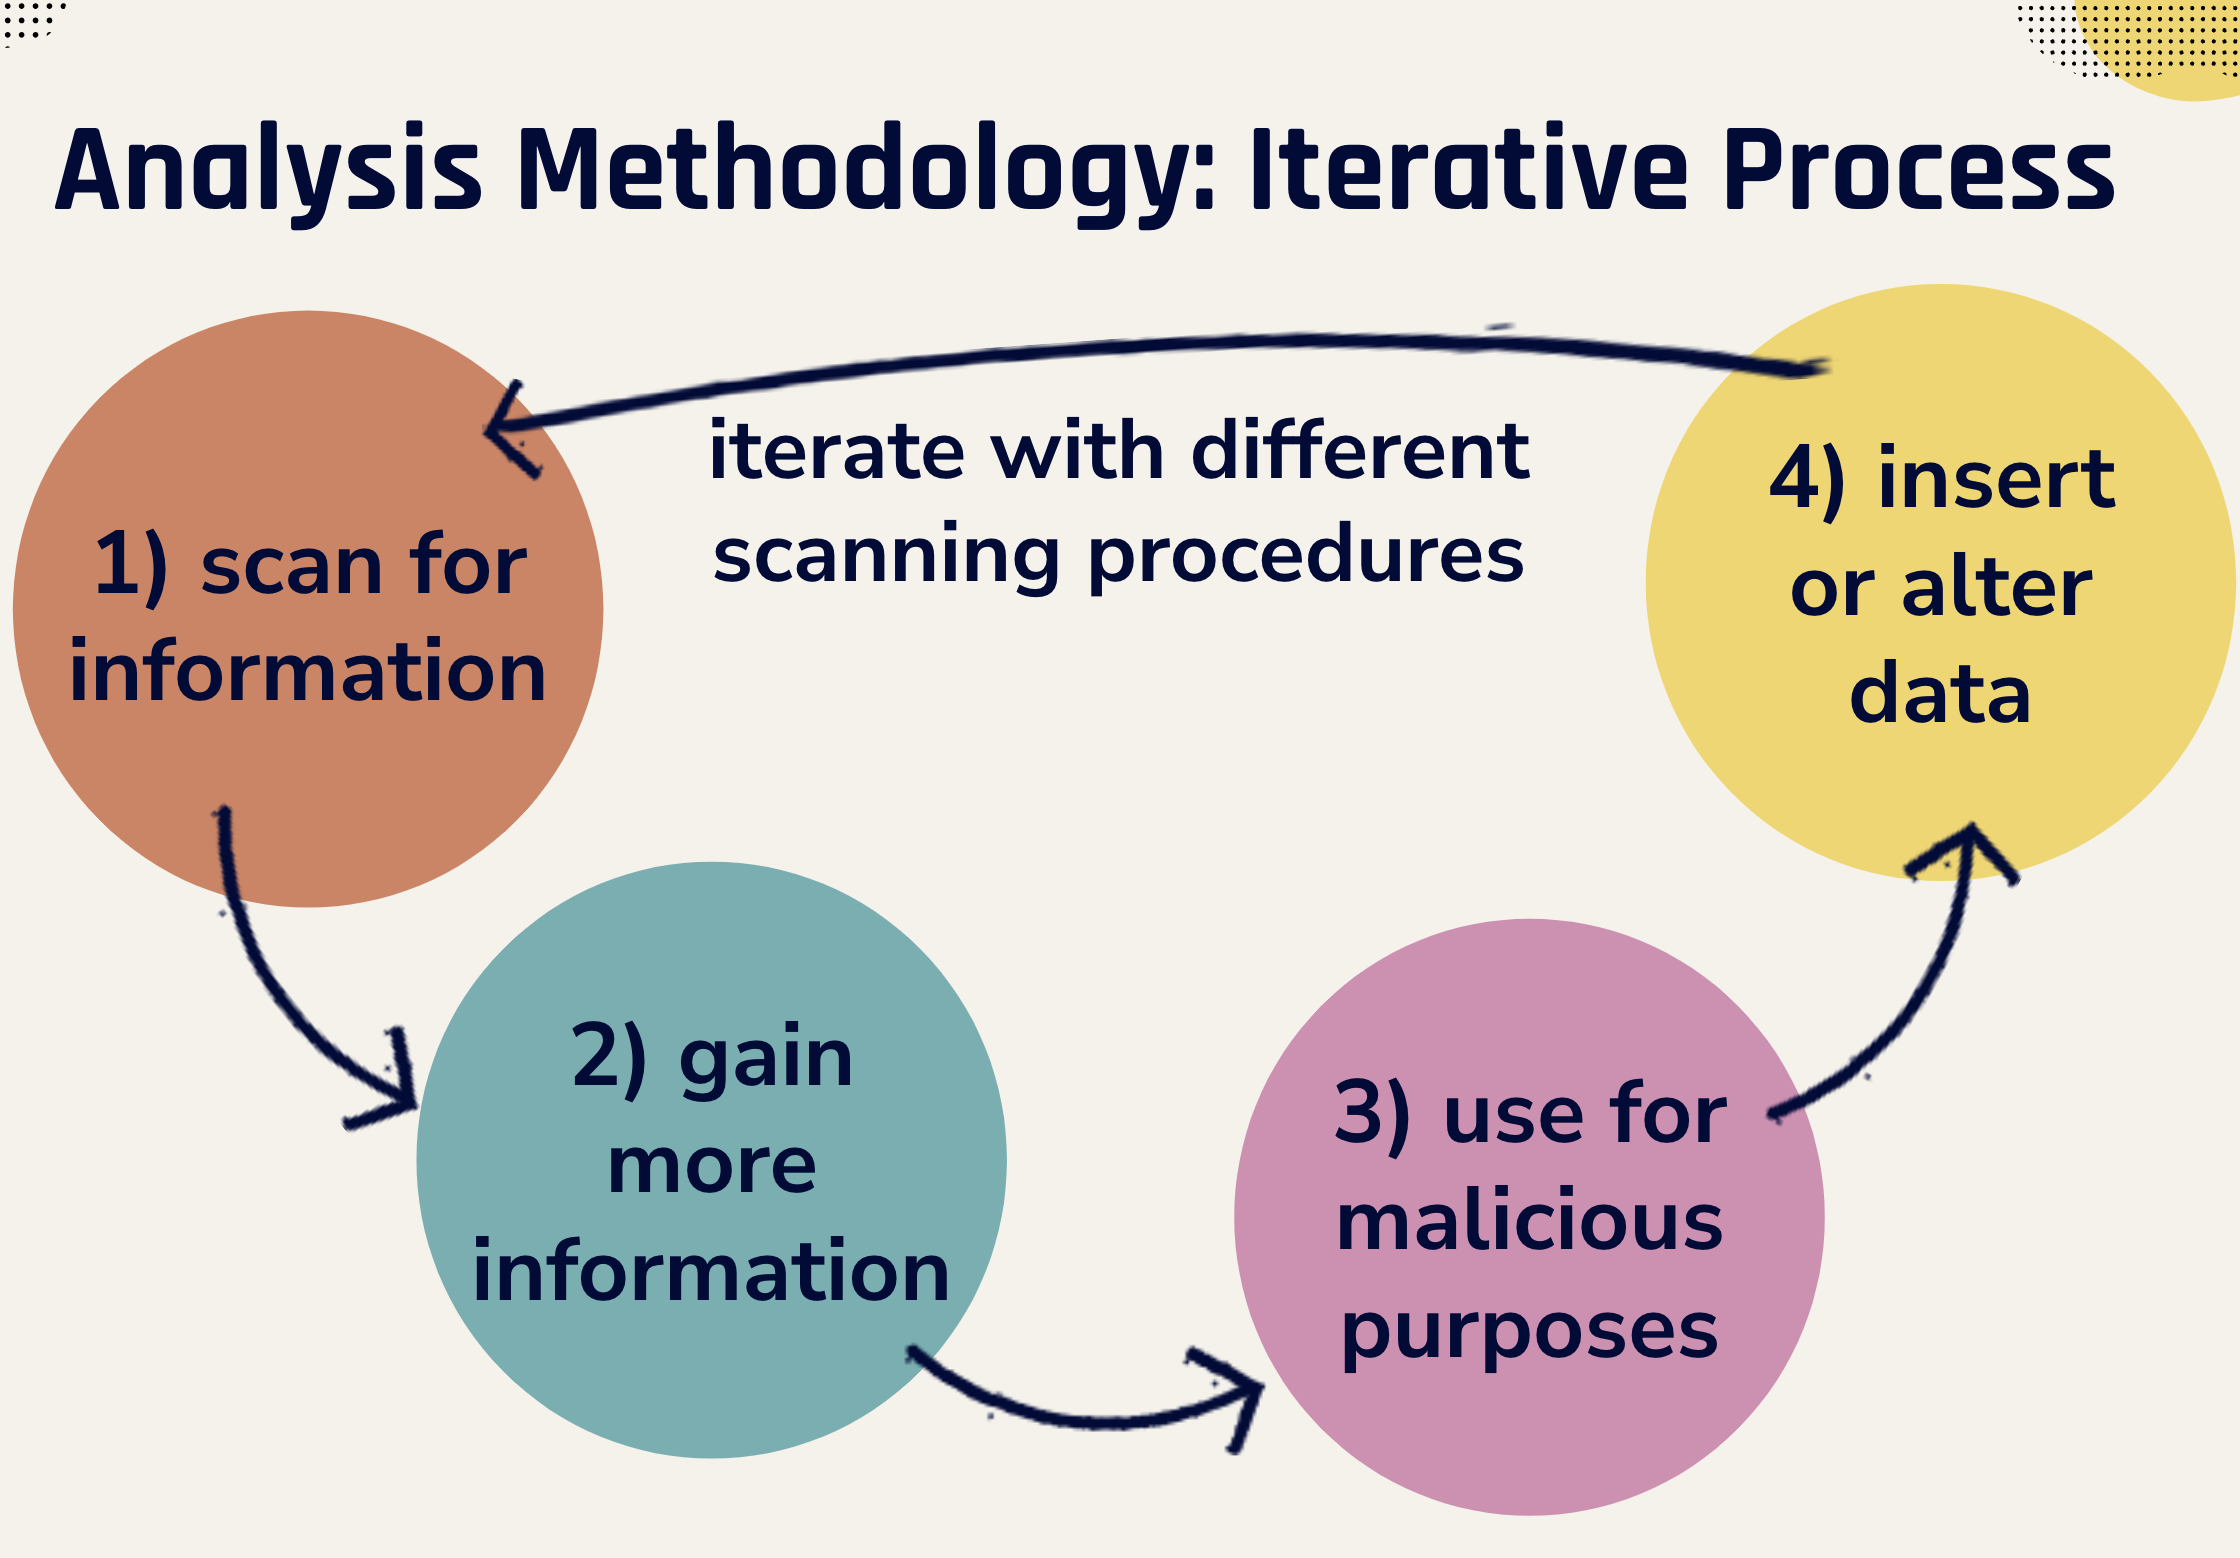 Analysis Methodology: Iterative Process
iterate with different
scanning procedures
1) scan for
information
2) gain
more
information
3) use for
malicious
purposes
4) insert
or alter
data